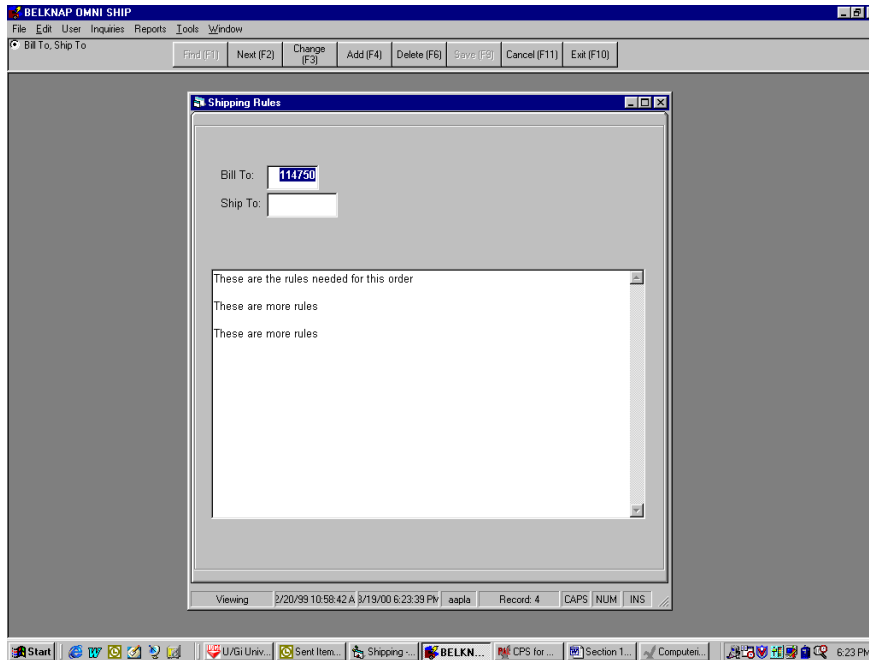 BELKNAP OMNI SHIP
File Edit User Inquiries Reports Tools Window
Bill To, Ship To
Find (F1) Next (F2) Change (F3) Add (F4) Delete (F6) Save (F9) Cancel (F11) Exit (F10)
Shipping Rules
Bill To: 114750
Ship To:
These are the rules needed for this order
These are more rules
These are more rules
Viewing 2/20/99 10:58:42 A 3/19/00 6:23:39 PM aapla Record: 4 CAPS NUM INS
Start U/Gi Univ... Sent Item... Shipping -... BELKN... CPS for ... Section 1... Computeri... 6:23 PM